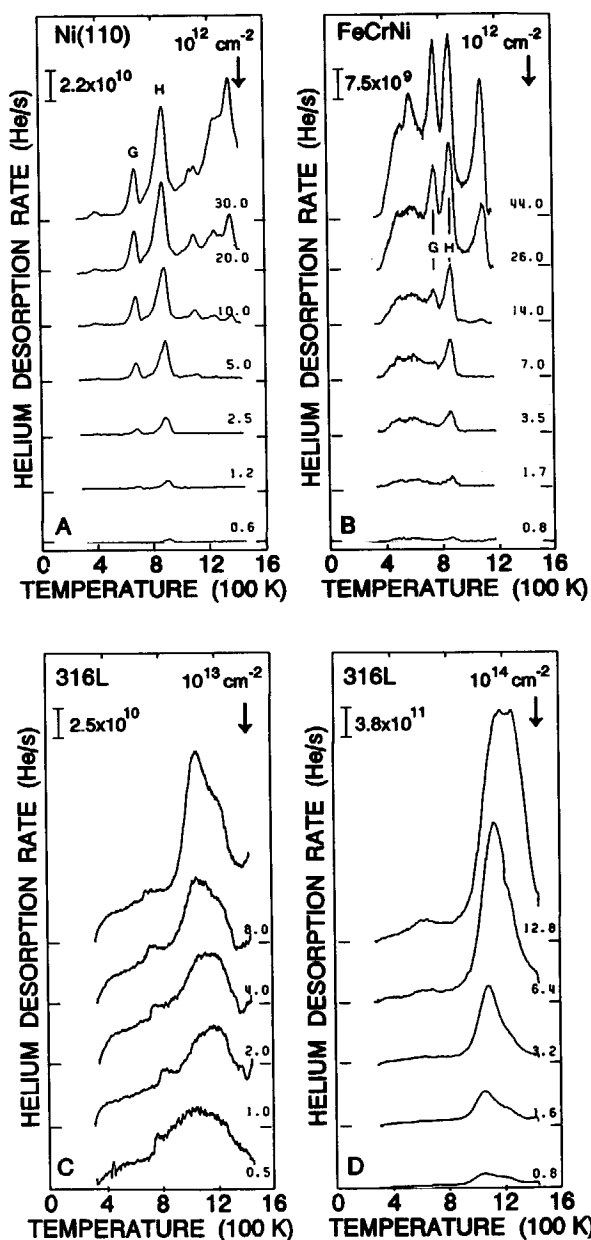 Ni(110)
10¹² cm⁻²
2.2x10¹⁰
H
G
30.0
20.0
10.0
5.0
2.5
1.2
0.6
A
HELIUM DESORPTION RATE (He/s)
0 4 8 12 16
TEMPERATURE (100 K)
FeCrNi
10¹² cm⁻²
7.5x10⁹
44.0
G H
26.0
14.0
7.0
3.5
1.7
0.8
B
HELIUM DESORPTION RATE (He/s)
0 4 8 12 16
TEMPERATURE (100 K)
316L
10¹³ cm⁻²
2.5x10¹⁰
8.0
4.0
2.0
1.0
0.5
C
HELIUM DESORPTION RATE (He/s)
0 4 8 12 16
TEMPERATURE (100 K)
316L
10¹⁴ cm⁻²
3.8x10¹¹
12.8
6.4
3.2
1.6
0.8
D
HELIUM DESORPTION RATE (He/s)
0 4 8 12 16
TEMPERATURE (100 K)